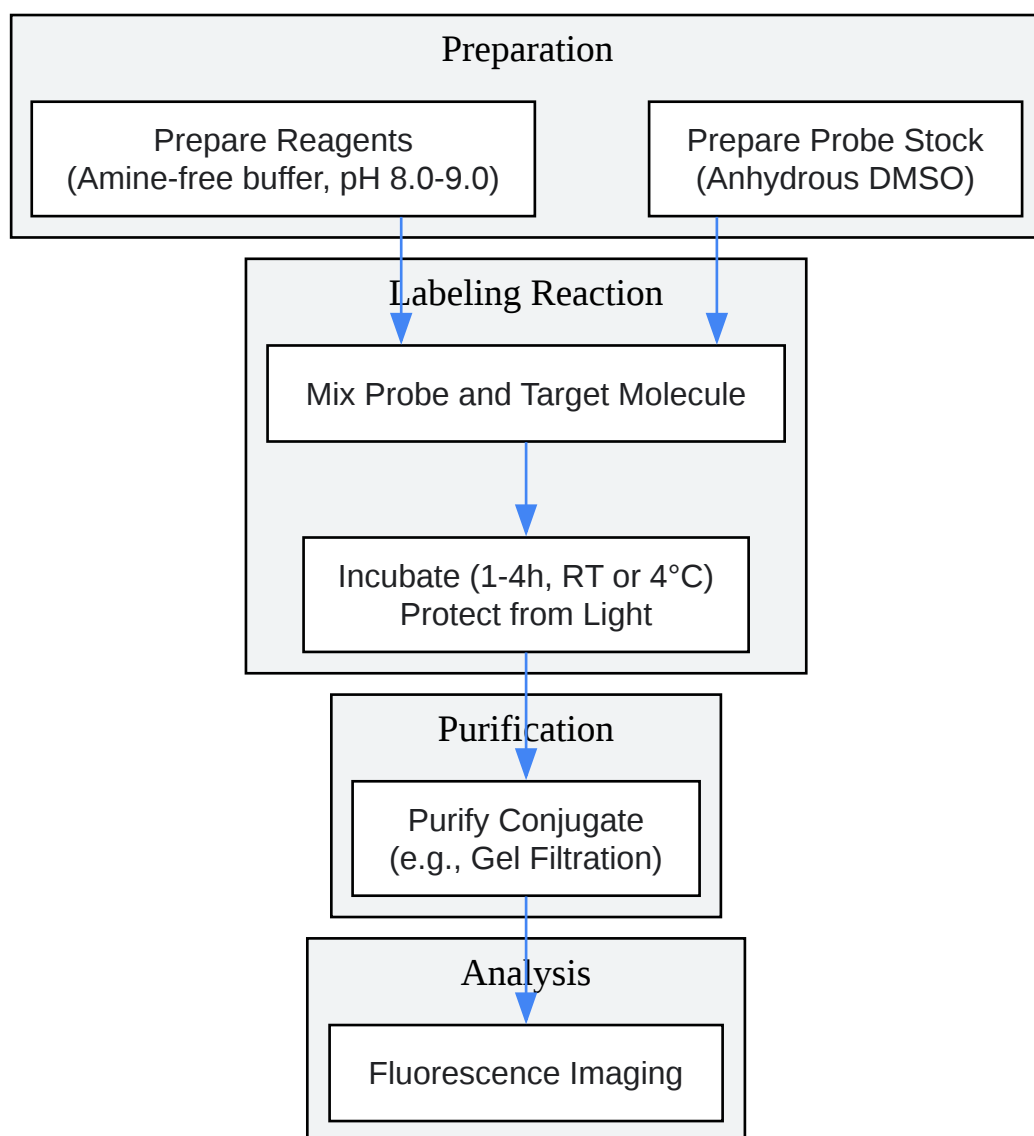 Preparation
Prepare Reagents
(Amine-free buffer, pH 8.0-9.0)
Prepare Probe Stock
(Anhydrous DMSO)
Labeling Reaction
Mix Probe and Target Molecule
Incubate (1-4h, RT or 4°C)
Protect from Light
Purification
Purify Conjugate
(e.g., Gel Filtration)
Analysis
Fluorescence Imaging